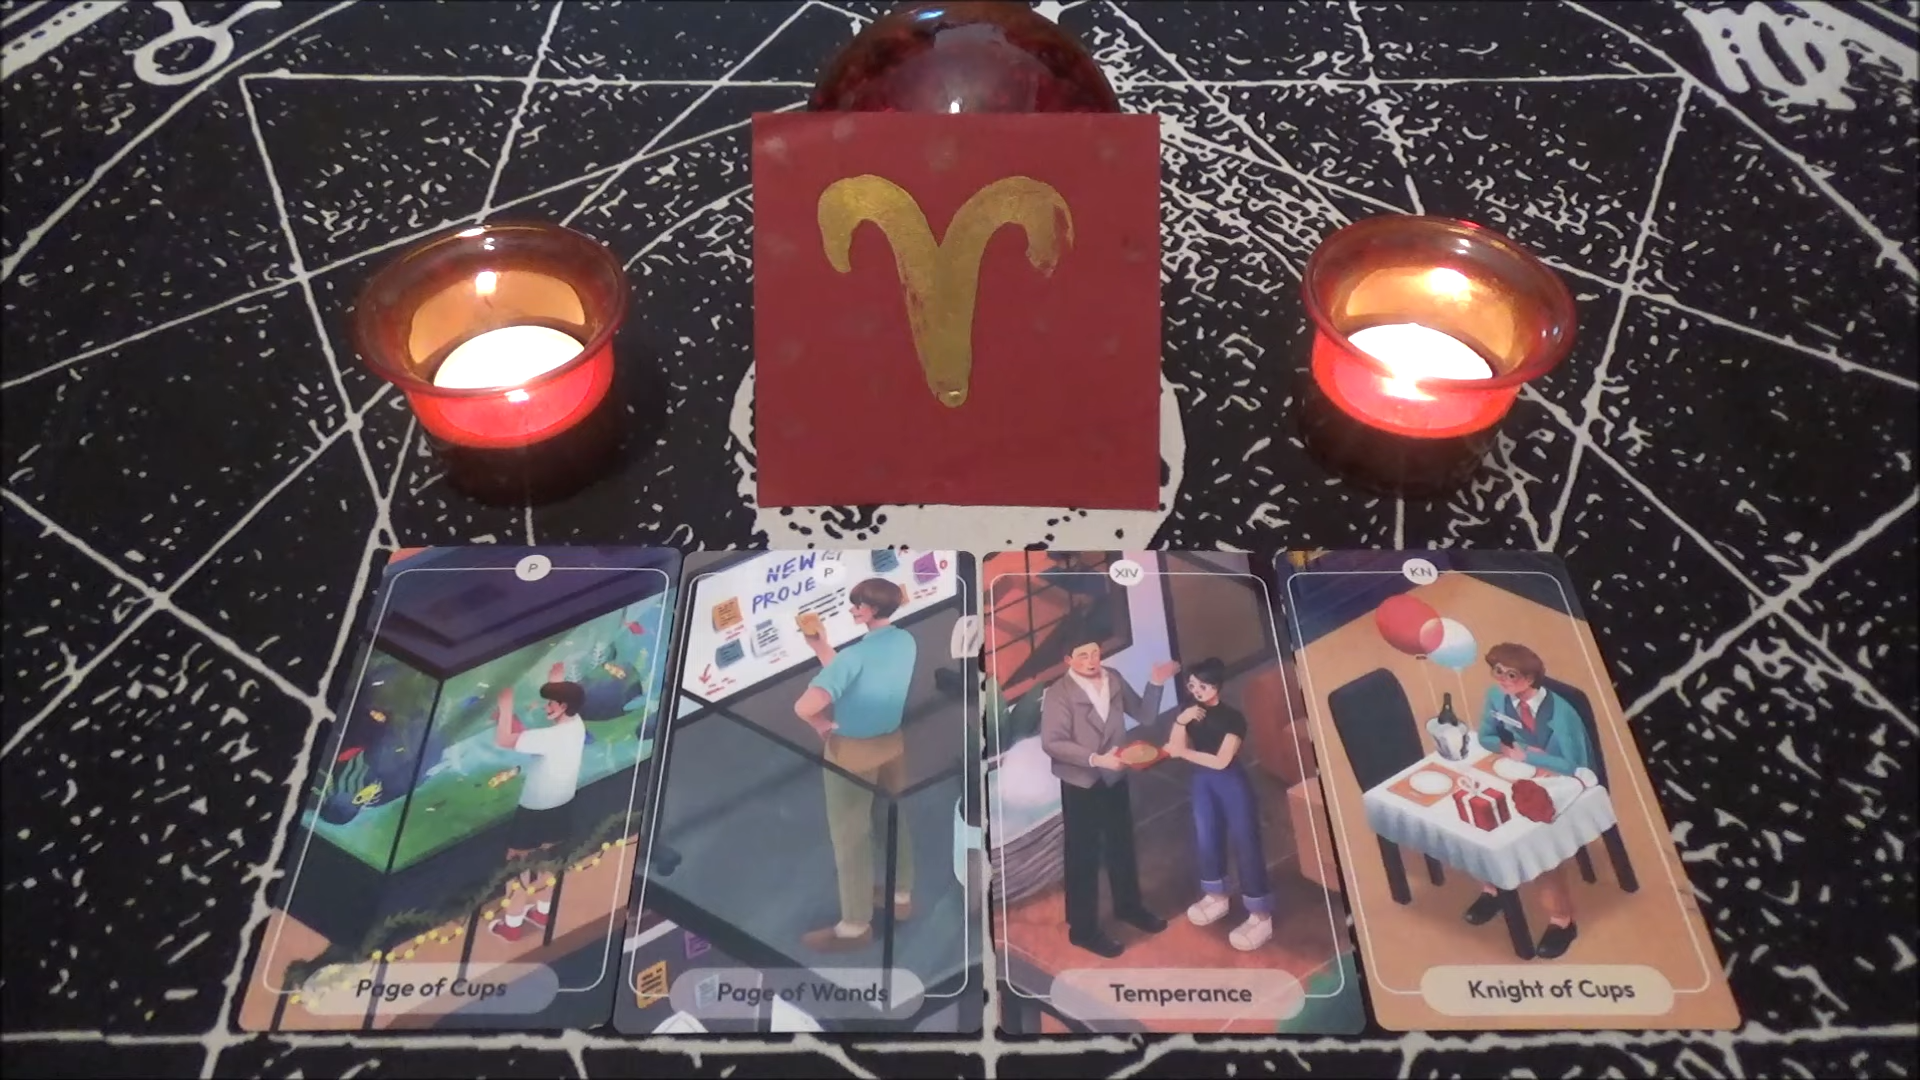 P
NEW
PROJE
P
XIV
KN
Page of Cups
Page of Wands
Temperance
Knight of Cups